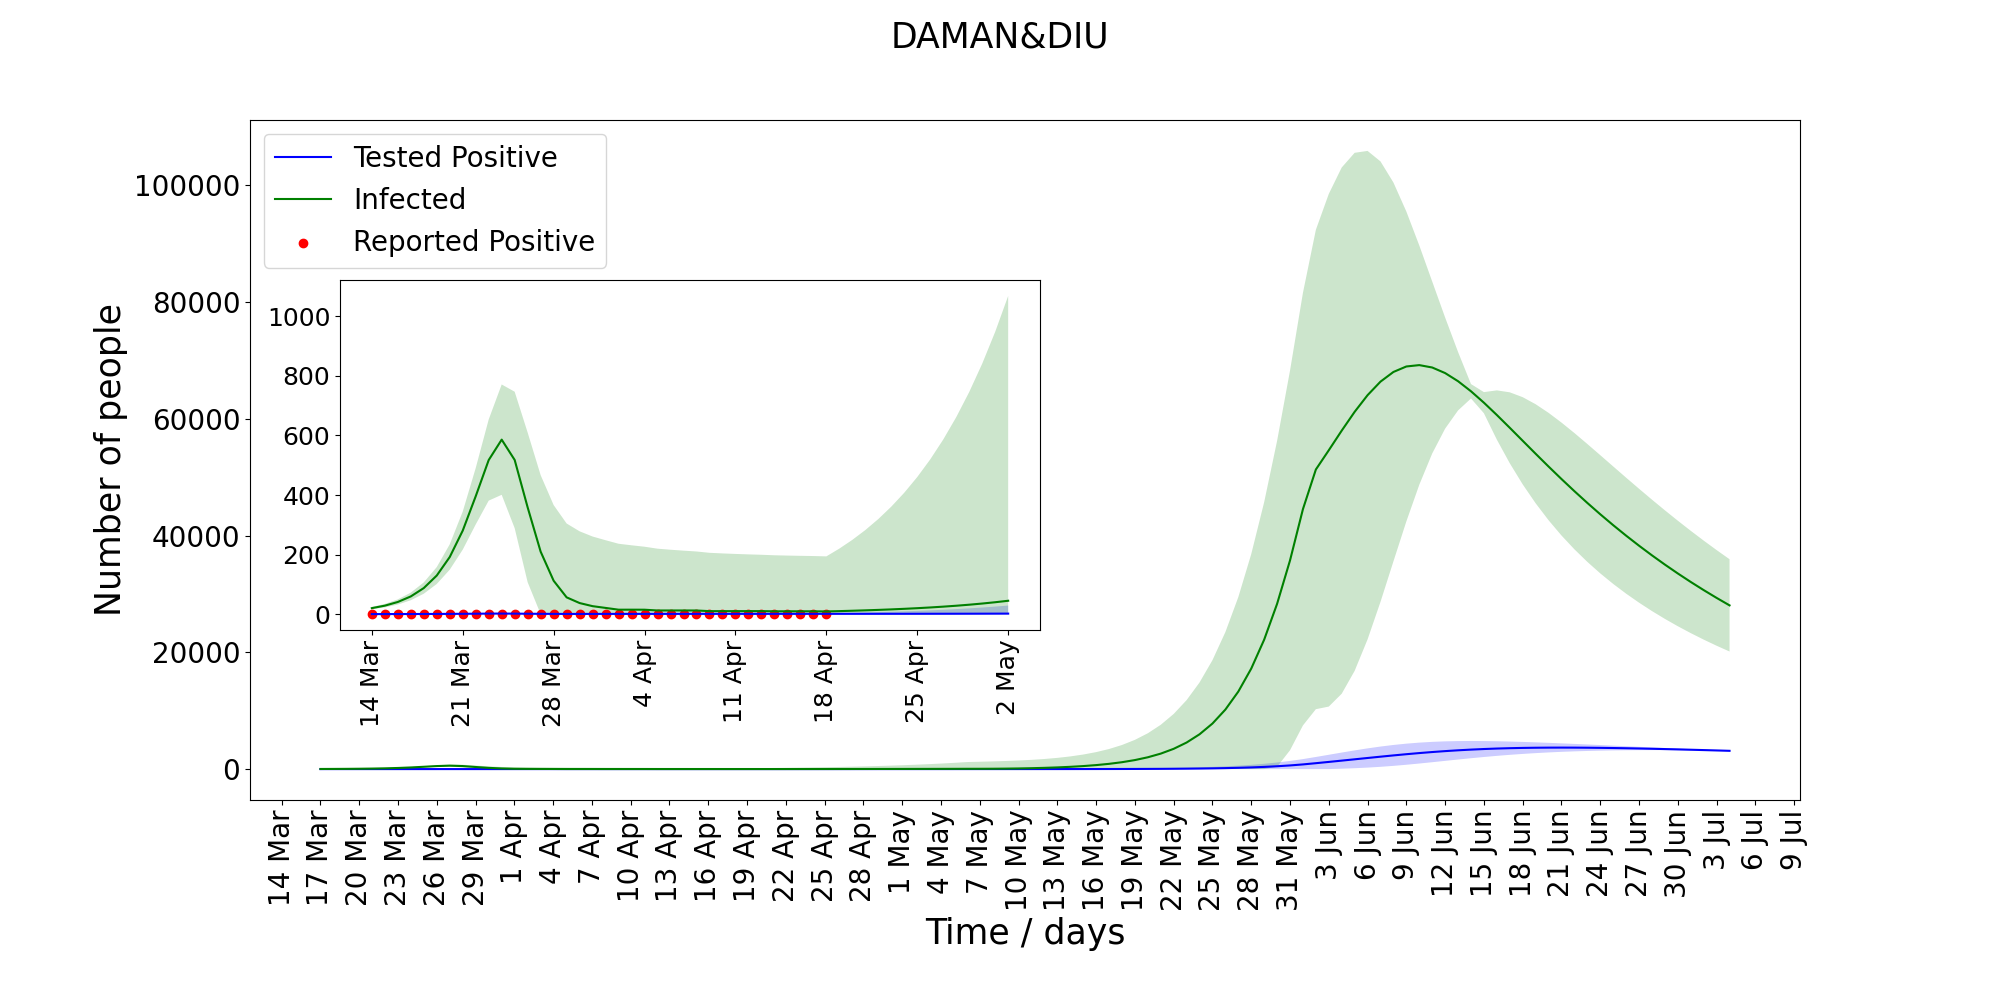 DAMAN&DIU
Tested Positive
Infected
Reported Positive
Number of people
100000
80000
60000
40000
20000
0
1000
800
600
400
200
0
14 Mar
21 Mar
28 Mar
4 Apr
11 Apr
18 Apr
25 Apr
2 May
14 Mar
17 Mar
20 Mar
23 Mar
26 Mar
29 Mar
1 Apr
4 Apr
7 Apr
10 Apr
13 Apr
16 Apr
19 Apr
22 Apr
25 Apr
28 Apr
1 May
4 May
7 May
10 May
13 May
16 May
19 May
22 May
25 May
28 May
31 May
3 Jun
6 Jun
9 Jun
12 Jun
15 Jun
18 Jun
21 Jun
24 Jun
27 Jun
30 Jun
3 Jul
6 Jul
9 Jul
Time / days